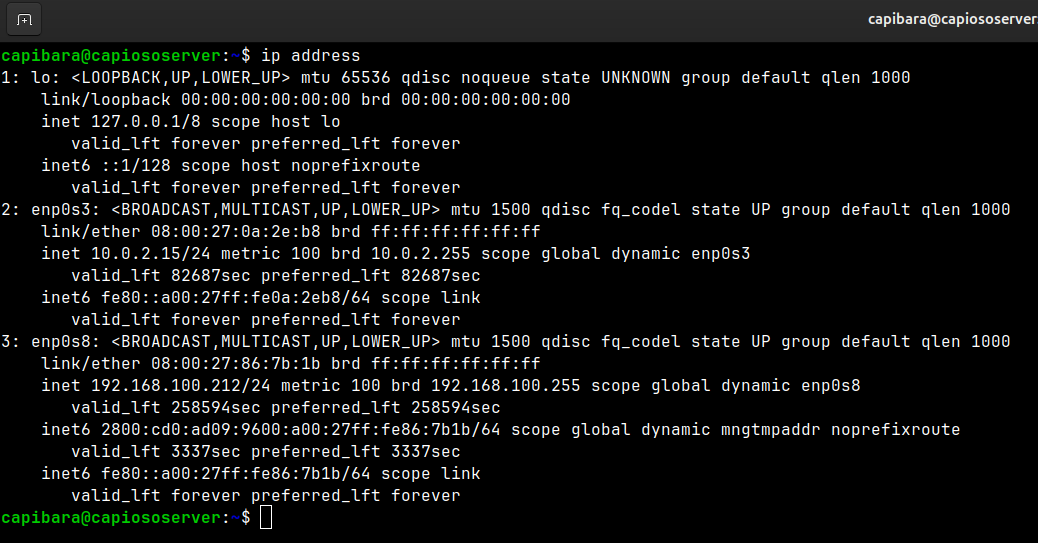 capibara@capiososerver:
capibara@capiososerver:~$ ip address
1: lo: <LOOPBACK,UP,LOWER_UP> mtu 65536 qdisc noqueue state UNKNOWN group default qlen 1000
    link/loopback 00:00:00:00:00:00 brd 00:00:00:00:00:00
    inet 127.0.0.1/8 scope host lo
       valid_lft forever preferred_lft forever
    inet6 ::1/128 scope host noprefixroute
       valid_lft forever preferred_lft forever
2: enp0s3: <BROADCAST,MULTICAST,UP,LOWER_UP> mtu 1500 qdisc fq_codel state UP group default qlen 1000
    link/ether 08:00:27:0a:2e:b8 brd ff:ff:ff:ff:ff:ff
    inet 10.0.2.15/24 metric 100 brd 10.0.2.255 scope global dynamic enp0s3
       valid_lft 82687sec preferred_lft 82687sec
    inet6 fe80::a00:27ff:fe0a:2eb8/64 scope link
       valid_lft forever preferred_lft forever
3: enp0s8: <BROADCAST,MULTICAST,UP,LOWER_UP> mtu 1500 qdisc fq_codel state UP group default qlen 1000
    link/ether 08:00:27:86:7b:1b brd ff:ff:ff:ff:ff:ff
    inet 192.168.100.212/24 metric 100 brd 192.168.100.255 scope global dynamic enp0s8
       valid_lft 258594sec preferred_lft 258594sec
    inet6 2800:cd0:ad09:9600:a00:27ff:fe86:7b1b/64 scope global dynamic mngtmpaddr noprefixroute
       valid_lft 3337sec preferred_lft 3337sec
    inet6 fe80::a00:27ff:fe86:7b1b/64 scope link
       valid_lft forever preferred_lft forever
capibara@capiososerver:~$